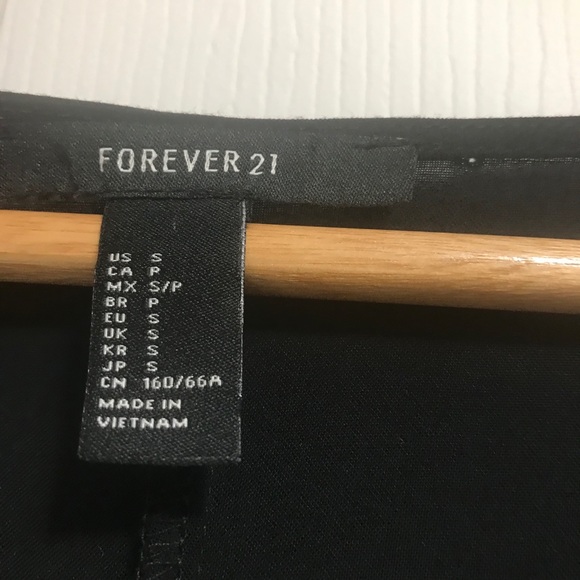 FOREVER 21
US S
CA P
MX S/P
BR P
EU S
UK S
KR S
JP S
CN 160/66A
MADE IN
VIETNAM